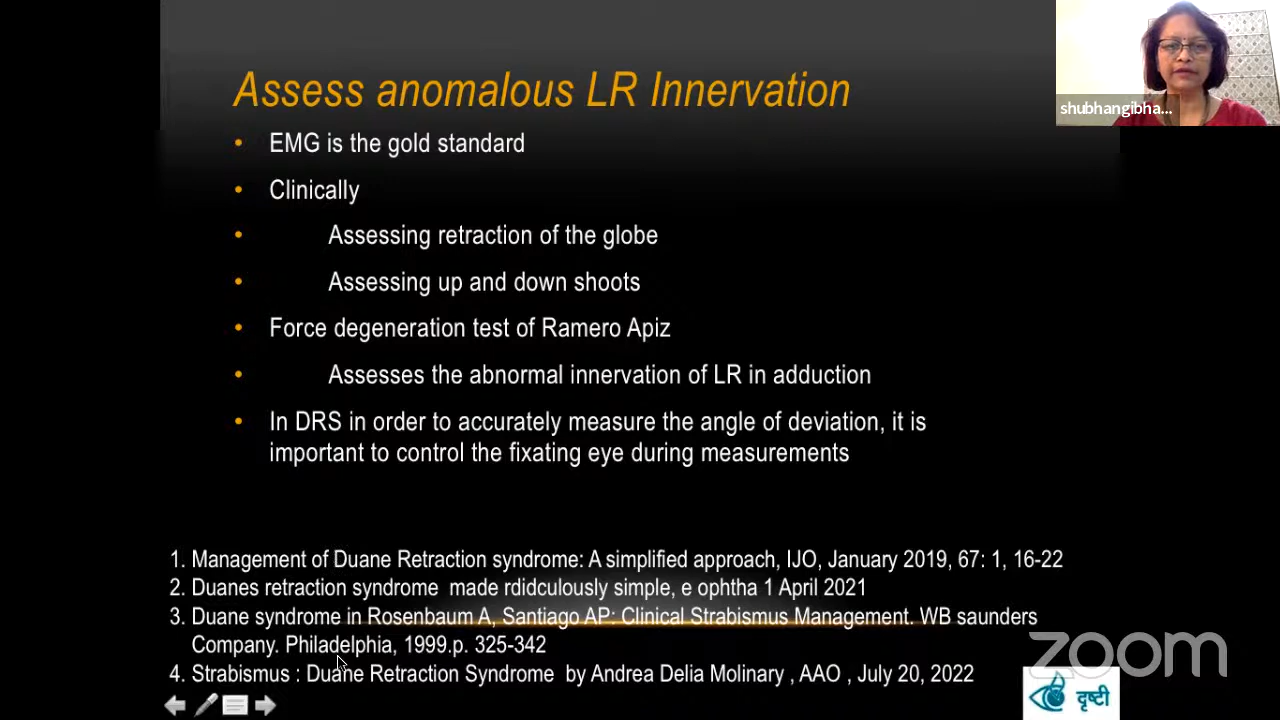 Assess anomalous LR Innervation
shubhangibha...
• EMG is the gold standard
• Clinically
• Assessing retraction of the globe
• Assessing up and down shoots
• Force degeneration test of Ramero Apiz
• Assesses the abnormal innervation of LR in adduction
• In DRS in order to accurately measure the angle of deviation, it is
important to control the fixating eye during measurements
1. Management of Duane Retraction syndrome: A simplified approach, IJO, January 2019, 67: 1, 16-22
2. Duanes retraction syndrome made rdidculously simple, e ophtha 1 April 2021
3. Duane syndrome in Rosenbaum A, Santiago AP: Clinical Strabismus Management. WB saunders
Company. Philadelphia, 1999.p. 325-342
4. Strabismus : Duane Retraction Syndrome by Andrea Delia Molinary , AAO , July 20, 2022
zoom
दृष्टी